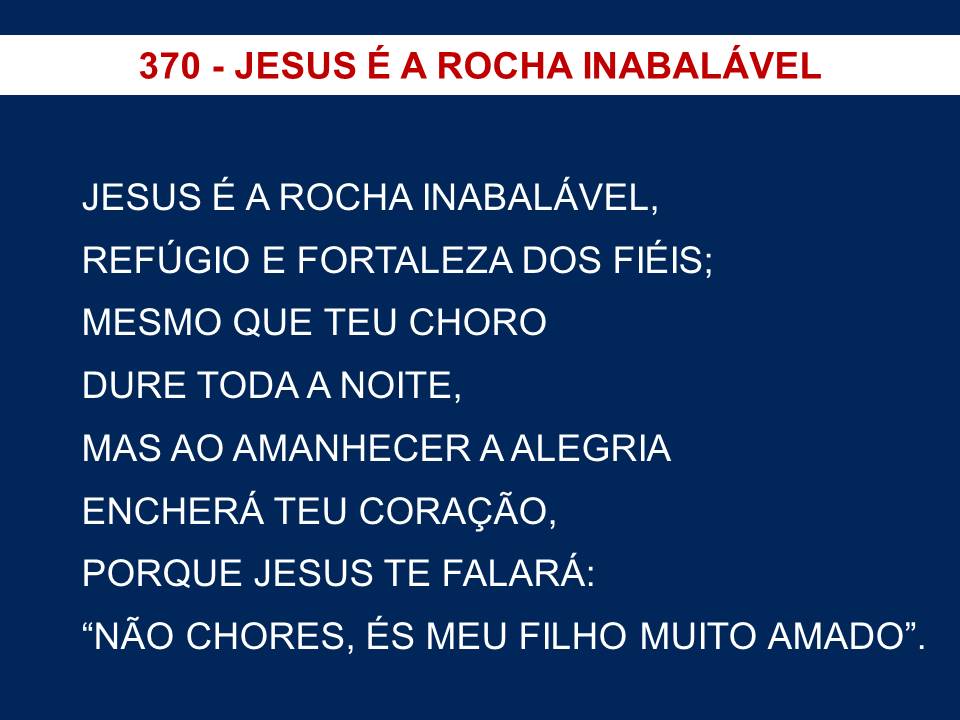 370 - JESUS É A ROCHA INABALÁVEL
JESUS É A ROCHA INABALÁVEL,
REFÚGIO E FORTALEZA DOS FIÉIS;
MESMO QUE TEU CHORO
DURE TODA A NOITE,
MAS AO AMANHECER A ALEGRIA
ENCHERÁ TEU CORAÇÃO,
PORQUE JESUS TE FALARÁ:
“NÃO CHORES, ÉS MEU FILHO MUITO AMADO”.